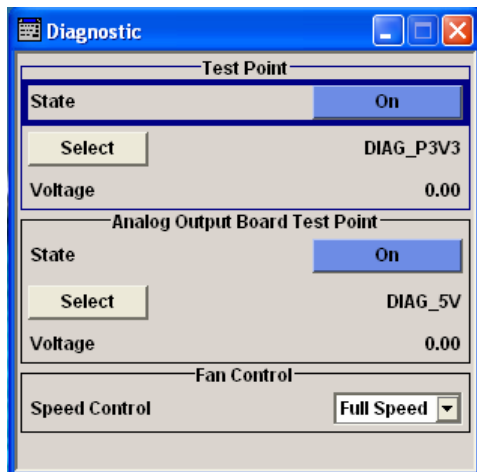 Diagnostic
Test Point
State On
Select DIAG_P3V3
Voltage 0.00
Analog Output Board Test Point
State On
Select DIAG_5V
Voltage 0.00
Fan Control
Speed Control Full Speed